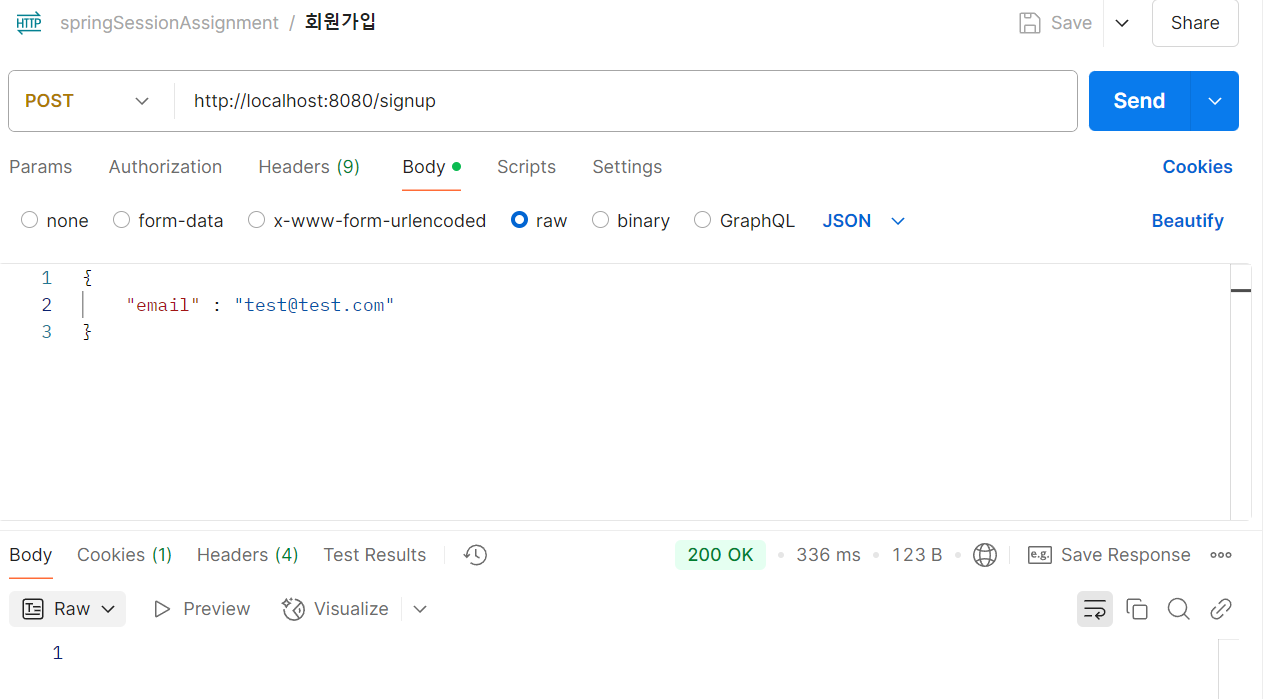 HTTP springSessionAssignment / 회원가입 Save Share
POST http://localhost:8080/signup Send
Params Authorization Headers (9) Body Scripts Settings Cookies
none form-data x-www-form-urlencoded raw binary GraphQL JSON Beautify
1 {
2 "email" : "test@test.com"
3 }
Body Cookies (1) Headers (4) Test Results 200 OK 336 ms 123 B e.g. Save Response
Raw Preview Visualize
1